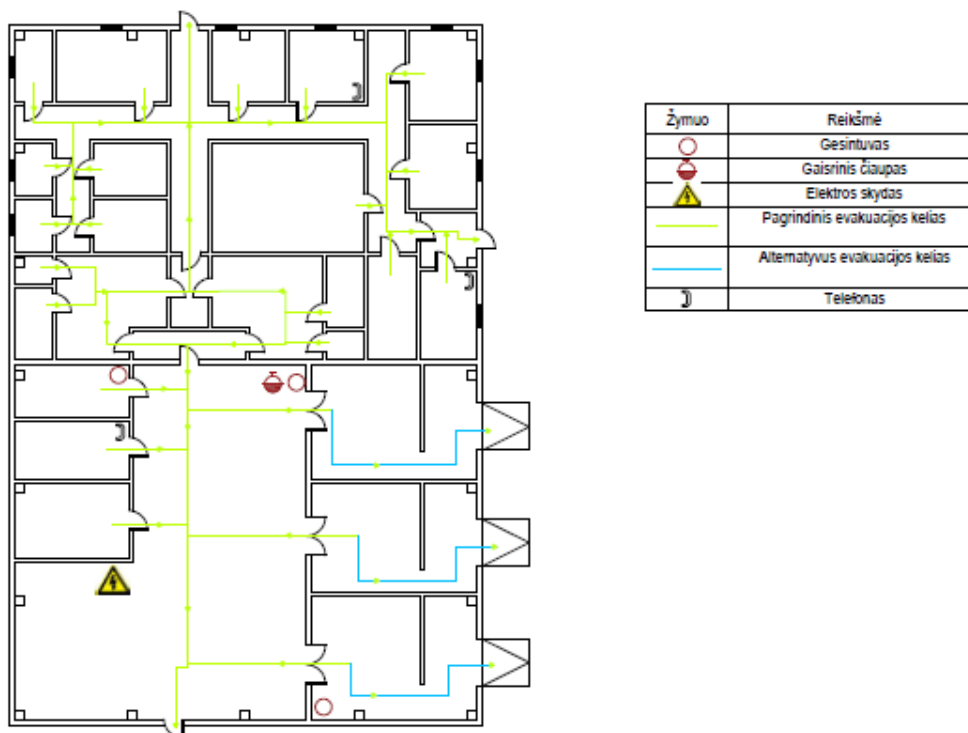 Žymuo Reikšmė
Gesintuvas
Gaisrinis čiaupas
Elektros skydas
Pagrindinis evakuacijos kelias
Alternatyvus evakuacijos kelias
Telefonas